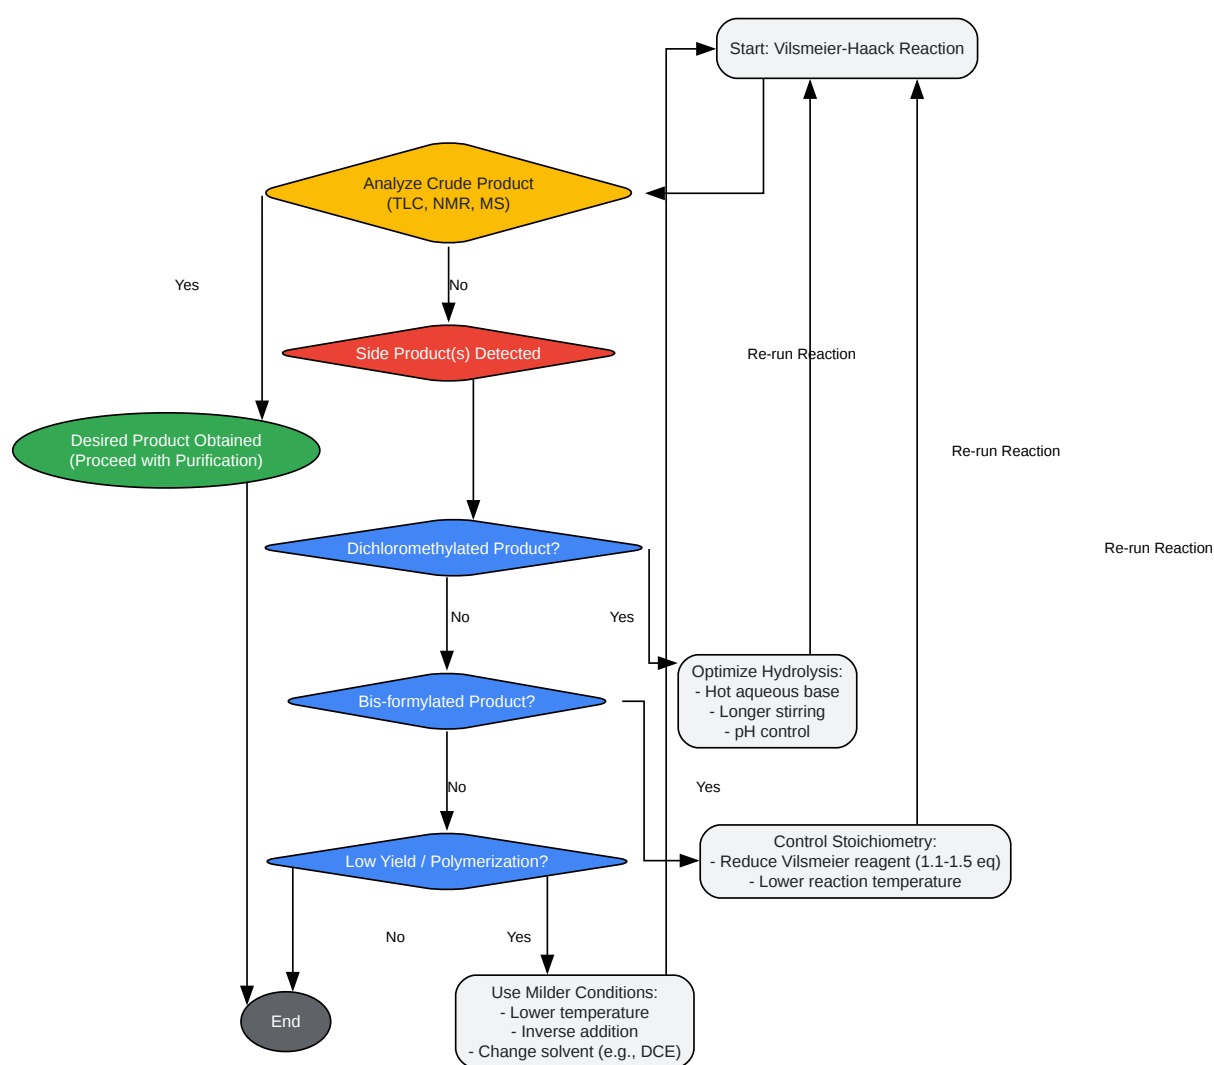 Start: Vilsmeier-Haack Reaction
Analyze Crude Product
(TLC, NMR, MS)
Yes
No
Side Product(s) Detected
Re-run Reaction
Desired Product Obtained
(Proceed with Purification)
Re-run Reaction
Dichloromethylated Product?
Re-run Reaction
No
Yes
Optimize Hydrolysis:
- Hot aqueous base
- Longer stirring
- pH control
Bis-formylated Product?
No
Yes
Control Stoichiometry:
- Reduce Vilsmeier reagent (1.1-1.5 eq)
- Lower reaction temperature
Low Yield / Polymerization?
No
Yes
Use Milder Conditions:
- Lower temperature
- Inverse addition
- Change solvent (e.g., DCE)
End